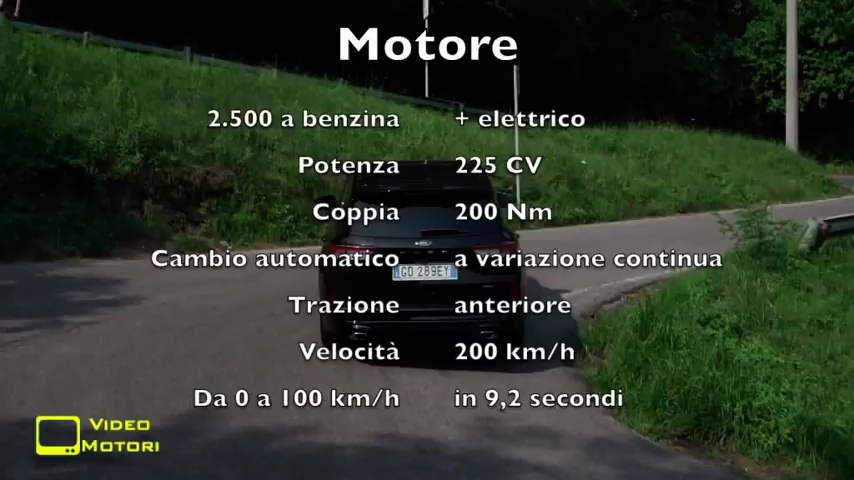 Motore
2.500 a benzina + elettrico
Potenza 225 CV
Coppia 200 Nm
Cambio automatico a variazione continua
GD 289EY
Trazione anteriore
Velocità 200 km/h
Da 0 a 100 km/h in 9,2 secondi
Video
Motori